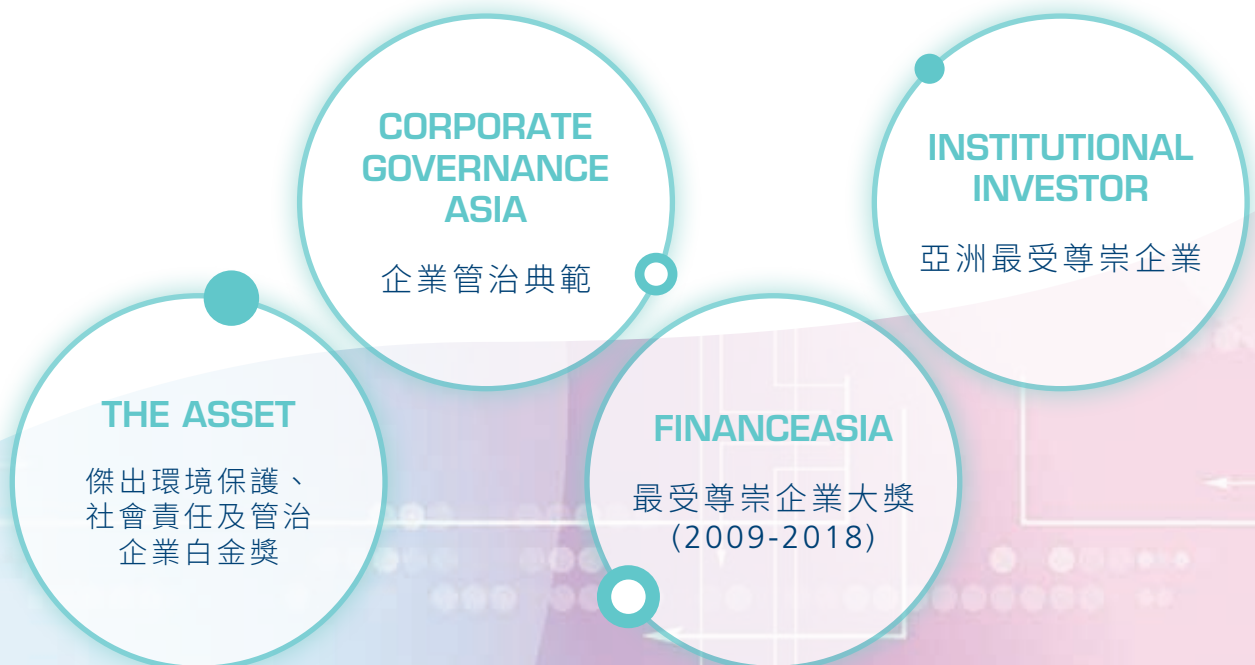 CORPORATE
GOVERNANCE
ASIA
企業管治典範
INSTITUTIONAL
INVESTOR
亞洲最受尊崇企業
THE ASSET
傑出環境保護、
社會責任及管治
企業白金獎
FINANCEASIA
最受尊崇企業大獎
(2009-2018)